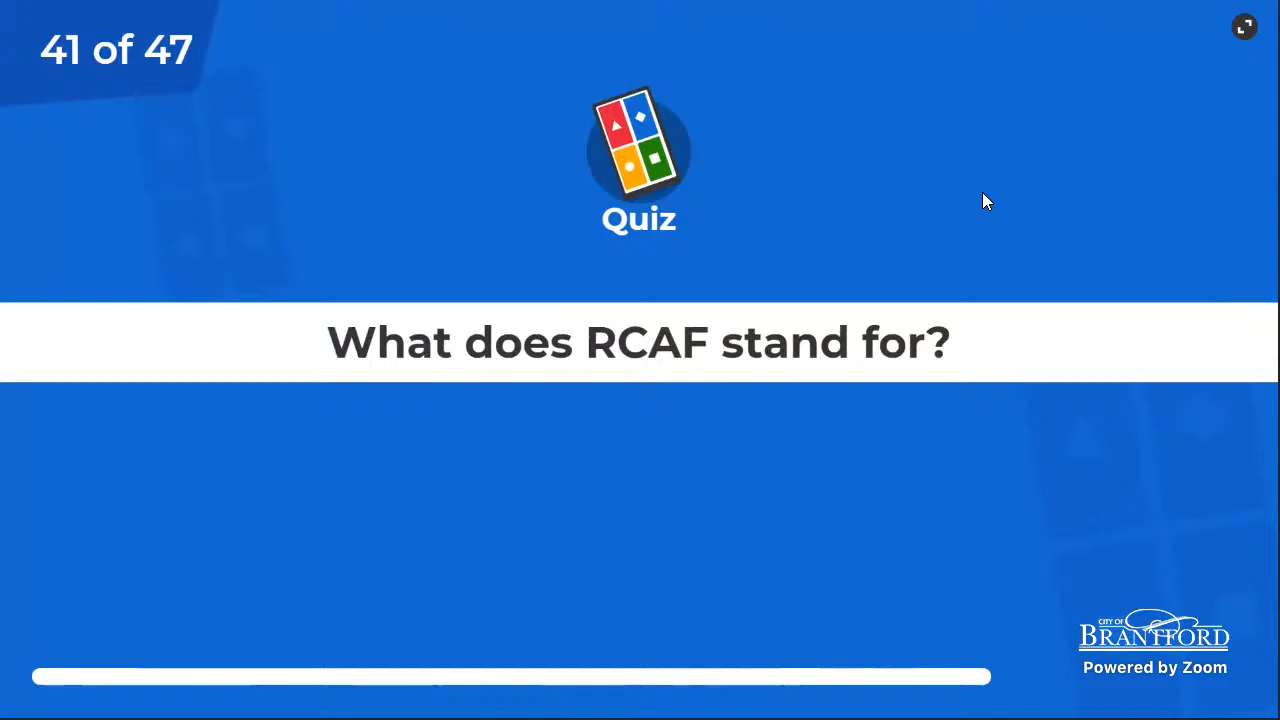 41 of 47
Quiz
What does RCAF stand for?
CITY OF
BRANTFORD
Powered by Zoom